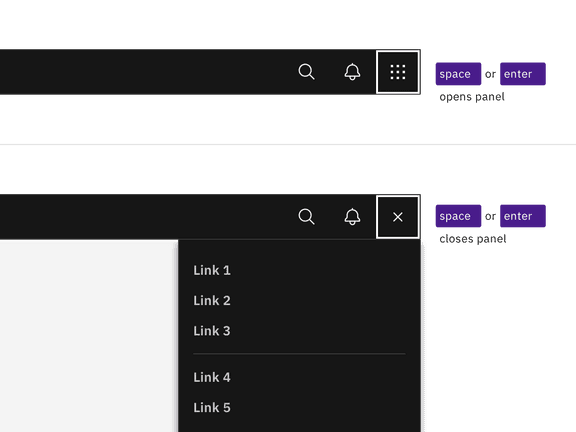 space or enter
opens panel
space or enter
closes panel
Link 1
Link 2
Link 3
Link 4
Link 5